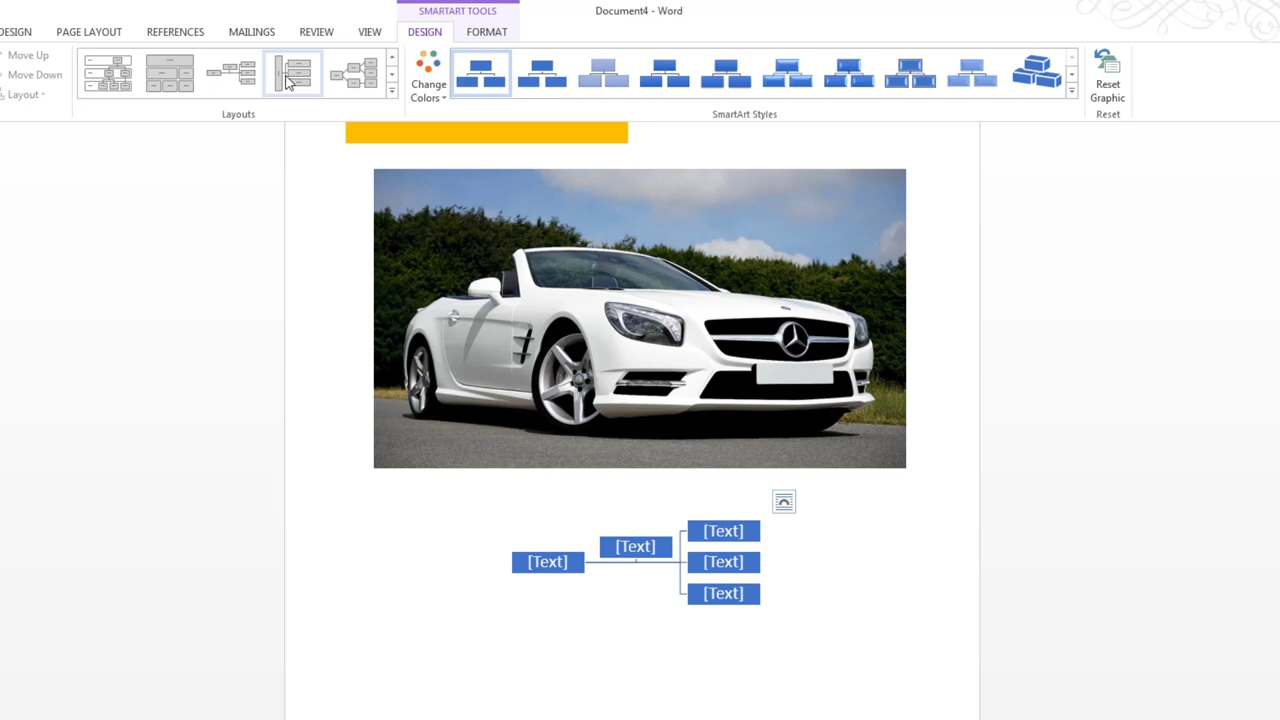 SMARTART TOOLS
Document4 - Word
DESIGN
PAGE LAYOUT
REFERENCES
MAILINGS
REVIEW
VIEW
DESIGN
FORMAT
Move Up
Move Down
Layout
Change
Colors
Reset
Graphic
Layouts
SmartArt Styles
Reset
[Text]
[Text]
[Text]
[Text]
[Text]